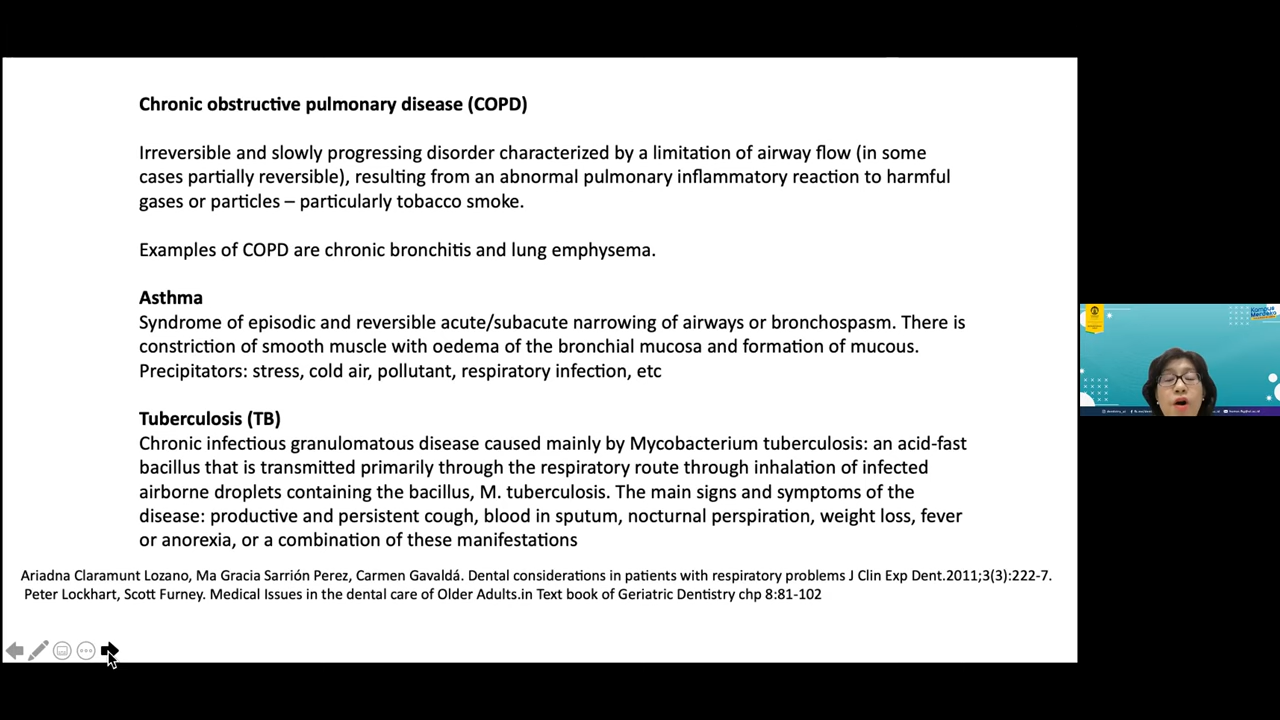 Chronic obstructive pulmonary disease (COPD)
Irreversible and slowly progressing disorder characterized by a limitation of airway flow (in some
cases partially reversible), resulting from an abnormal pulmonary inflammatory reaction to harmful
gases or particles – particularly tobacco smoke.
Examples of COPD are chronic bronchitis and lung emphysema.
Asthma
Syndrome of episodic and reversible acute/subacute narrowing of airways or bronchospasm. There is
constriction of smooth muscle with oedema of the bronchial mucosa and formation of mucous.
Precipitators: stress, cold air, pollutant, respiratory infection, etc
Tuberculosis (TB)
Chronic infectious granulomatous disease caused mainly by Mycobacterium tuberculosis: an acid-fast
bacillus that is transmitted primarily through the respiratory route through inhalation of infected
airborne droplets containing the bacillus, M. tuberculosis. The main signs and symptoms of the
disease: productive and persistent cough, blood in sputum, nocturnal perspiration, weight loss, fever
or anorexia, or a combination of these manifestations
Ariadna Claramunt Lozano, Ma Gracia Sarrión Perez, Carmen Gavaldá. Dental considerations in patients with respiratory problems J Clin Exp Dent.2011;3(3):222-7.
Peter Lockhart, Scott Furney. Medical Issues in the dental care of Older Adults.in Text book of Geriatric Dentistry chp 8:81-102
Kampus
Merdeka